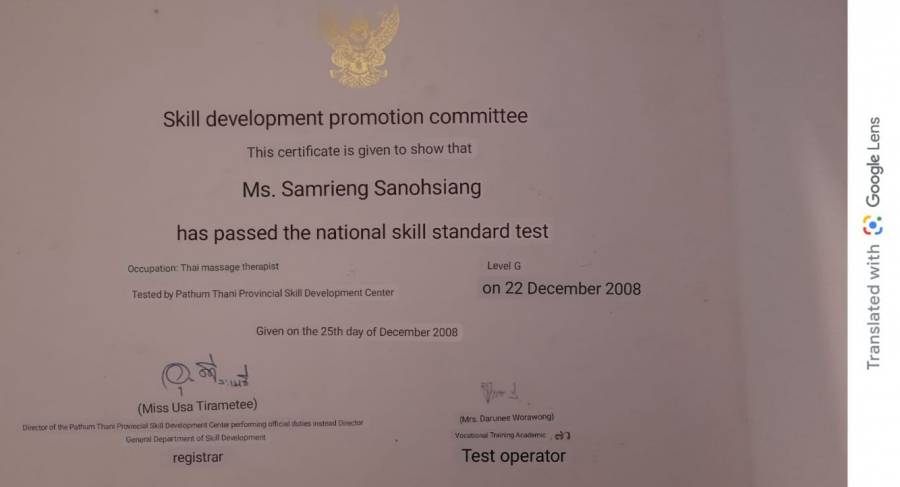 Skill development promotion committee
This certificate is given to show that
Ms. Samrieng Sanohsiang
has passed the national skill standard test
Occupation: Thai massage therapist
Level G
Tested by Pathum Thani Provincial Skill Development Center
on 22 December 2008
Given on the 25th day of December 2008
(Miss Usa Tirametee)
(Mrs. Darunee Worawong)
Director of the Pathum Thani Provincial Skill Development Center performing official duties instead Director
General Department of Skill Development
Vocational Training Academic
registrar
Test operator
Translated with Google Lens